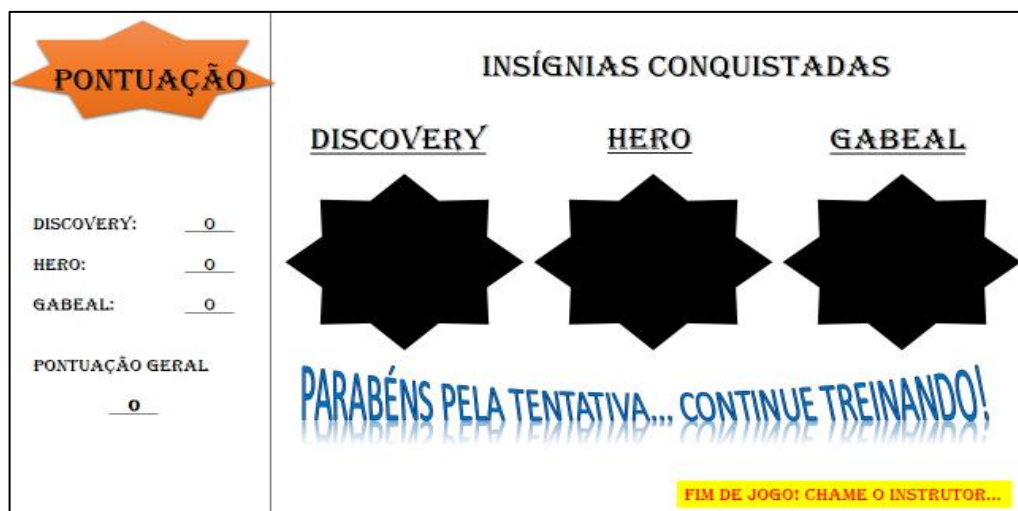 PONTUAÇÃO
DISCOVERY: 0
HERO: 0
GABEAL: 0
PONTUAÇÃO GERAL
0
INSÍGNIAS CONQUISTADAS
DISCOVERY HERO GABEAL
PARABÉNS PELA TENTATIVA... CONTINUE TREINANDO!
FIM DE JOGO! CHAME O INSTRUTOR...